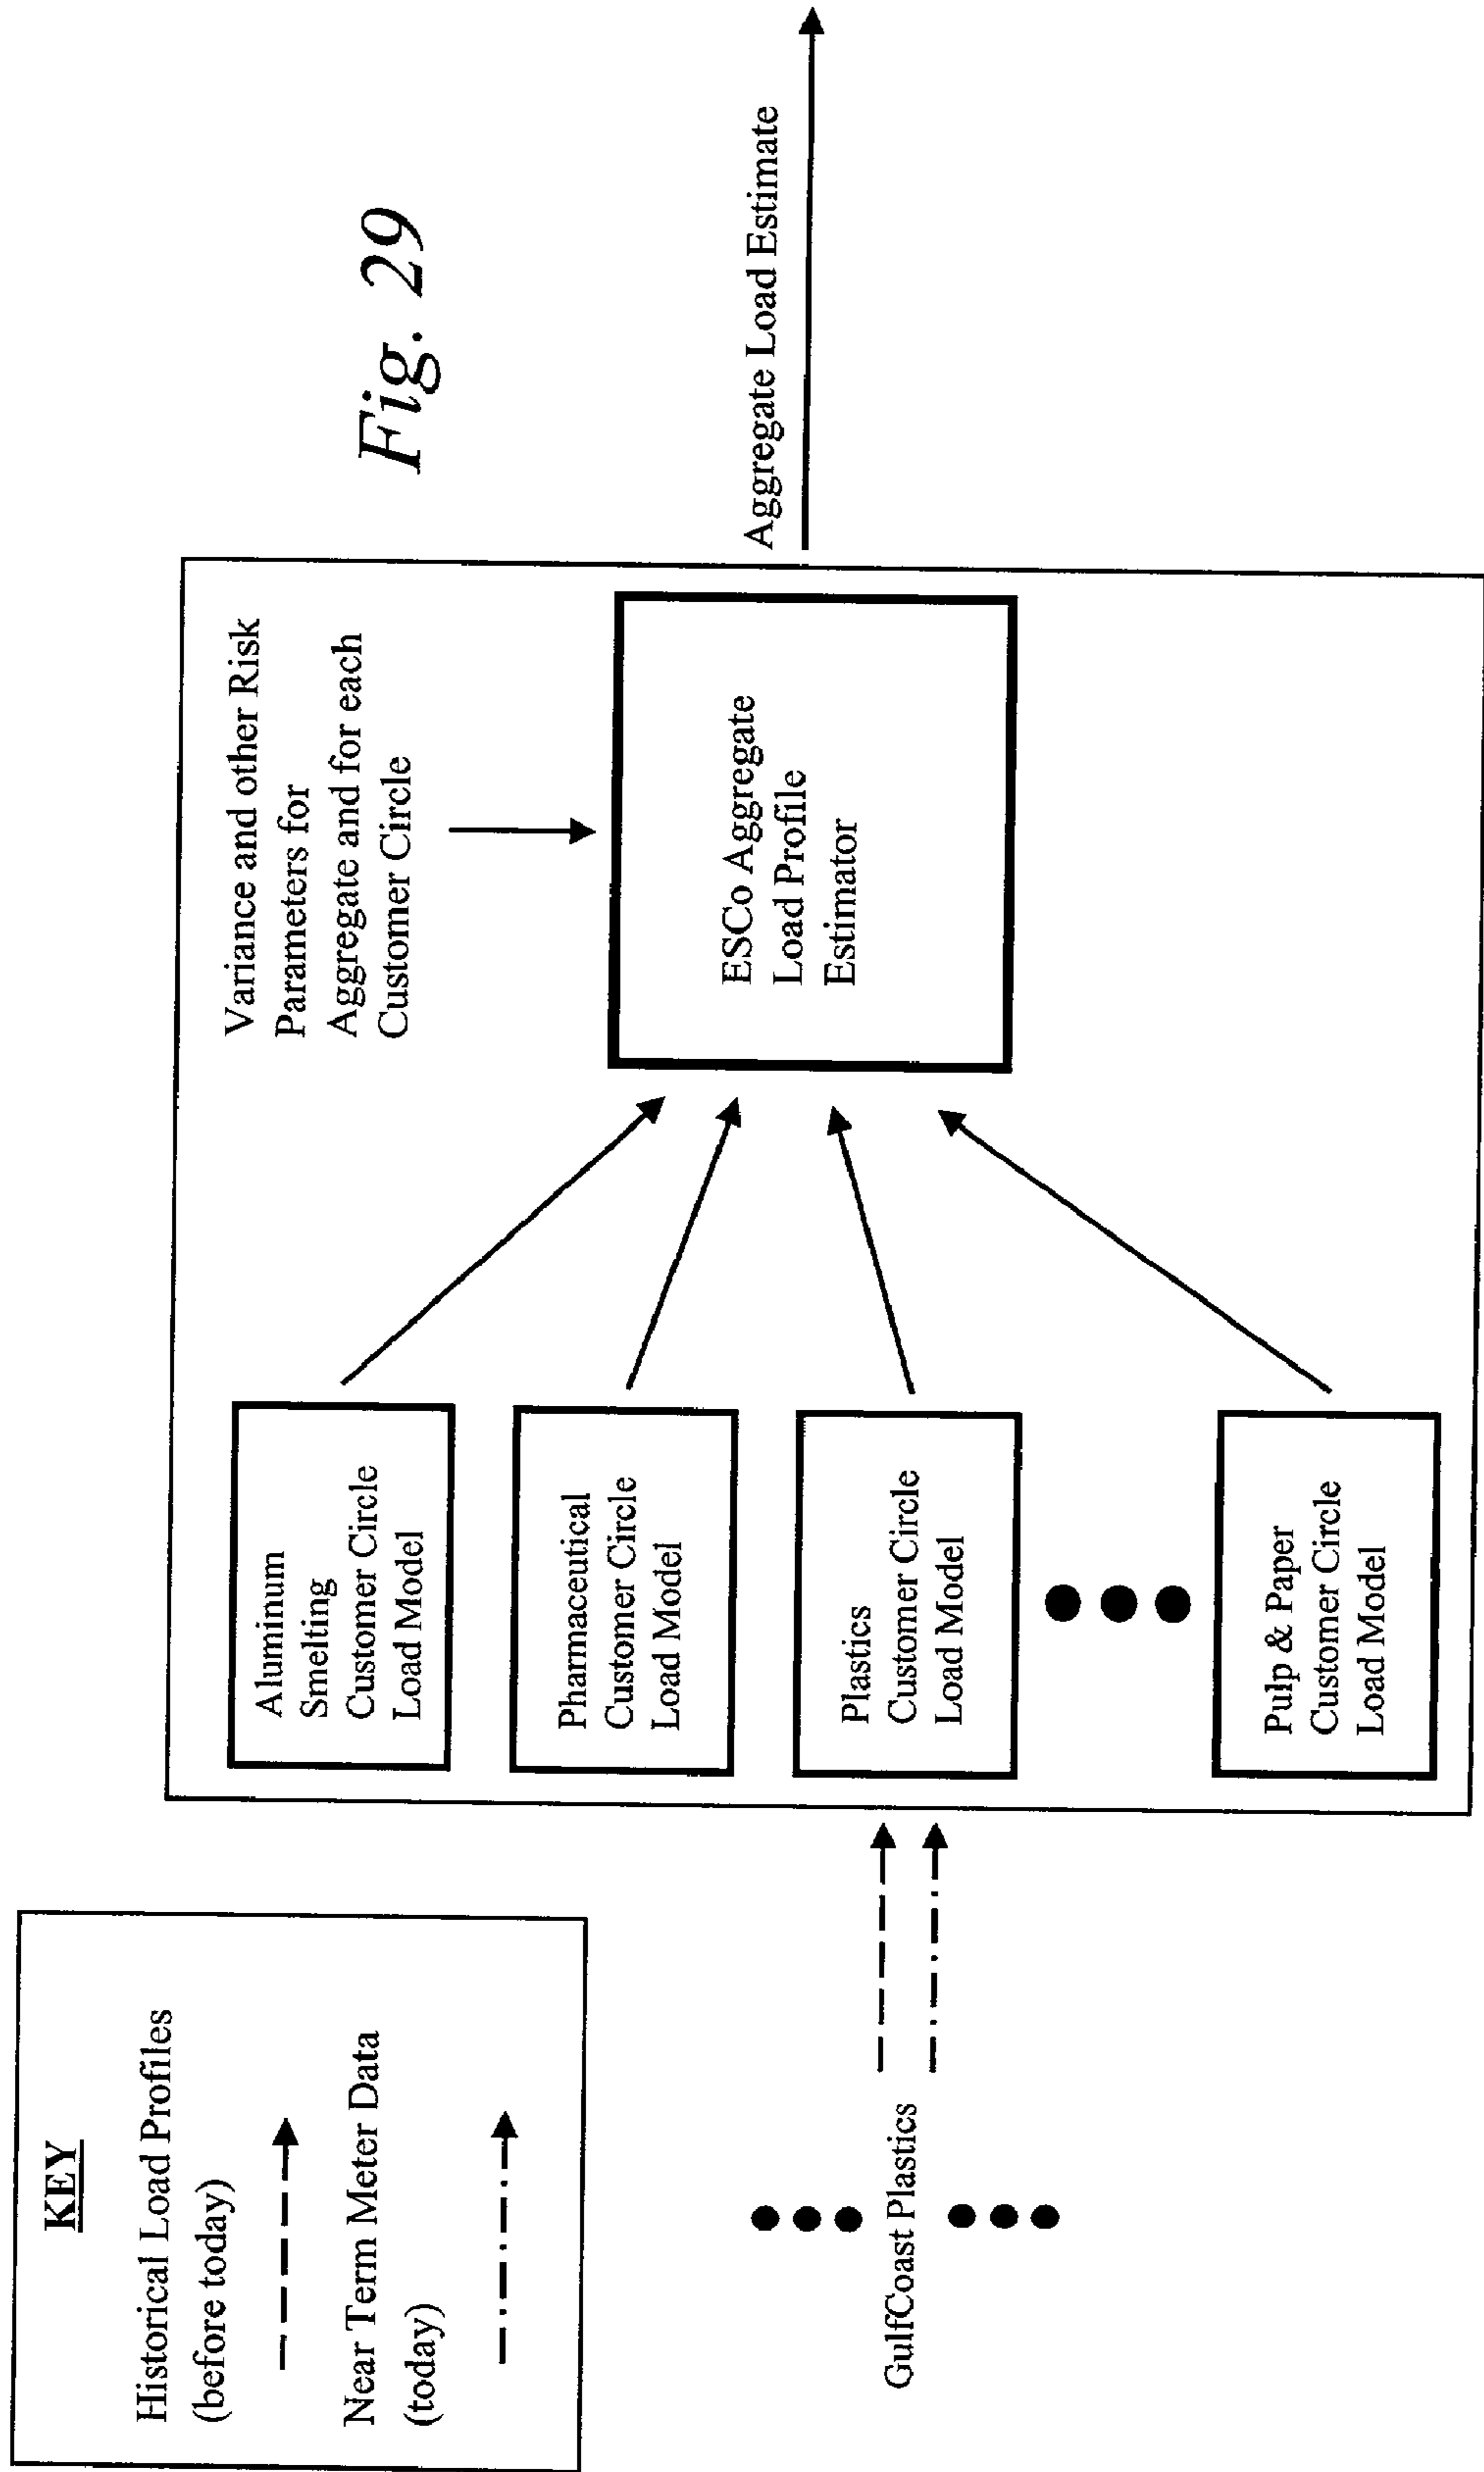 KEY
Historical Load Profiles
(before today)
Near Term Meter Data
(today)
GulfCoast Plastics
Aluminum
Smelting
Customer Circle
Load Model
Pharmaceutical
Customer Circle
Load Model
Plastics
Customer Circle
Load Model
Pulp & Paper
Customer Circle
Load Model
Variance and other Risk
Parameters for
Aggregate and for each
Customer Circle
ESCo Aggregate
Load Profile
Estimator
Aggregate Load Estimate
Fig. 29